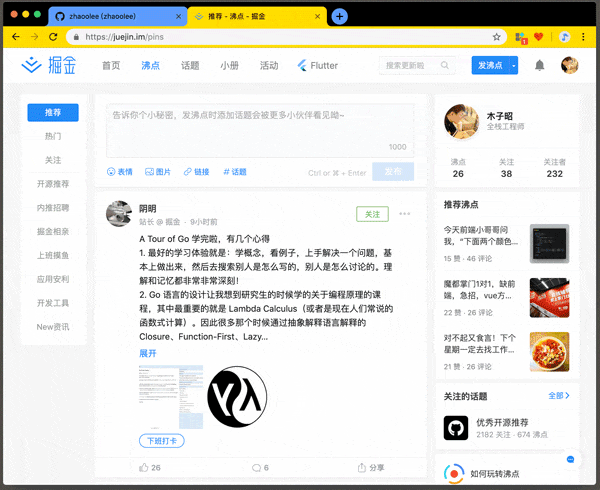 zhaoolee (zhaoolee)
推荐 - 沸点 - 掘金
https://juejin.im/pins
掘金
首页
沸点
话题
小册
活动
Flutter
搜索更新啦
发沸点
推荐
热门
关注
开源推荐
内推招聘
掘金相亲
上班摸鱼
应用安利
开发工具
New资讯
告诉你个小秘密，发沸点时添加话题会被更多小伙伴看见呦~
1000
表情
图片
链接
# 话题
Ctrl or ⌘ + Enter
发布
阴明
站长 @ 掘金 · 9小时前
关注
A Tour of Go 学完啦，有几个心得
1. 最好的学习体验就是：学概念，看例子，上手解决一个问题，基
本上做出来，然后去搜索别人是怎么写的，别人是怎么讨论的。理
解和记忆都非常非常深刻！
2. Go 语言的设计让我想到研究生的时候学的关于编程原理的课
程，其中最重要的就是 Lambda Calculus（或者是现在人们常说的
函数式计算）。因此很多那个时候通过抽象解释语言解释的
Closure、Function-First、Lazy...
展开
下班打卡
26
6
分享
木子昭
全栈工程师
沸点
关注
关注者
26
38
232
推荐沸点
今天前端小哥哥问
我，“下面两个颜色...
15 赞 · 46 评论
魔都掌门1对1，缺前
端，急招，vue方...
22 赞 · 26 评论
对不起又食言！下个
星期一定去找工作...
21 赞 · 26 评论
关注的话题
全部
优秀开源推荐
2182 关注 · 674 沸点
如何玩转沸点